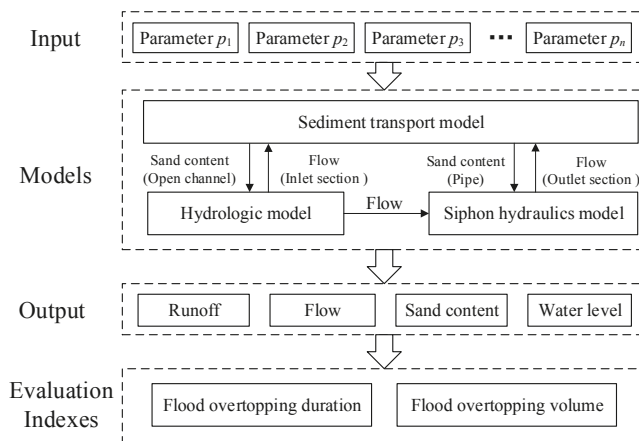 Input
Parameter p1
Parameter p2
Parameter p3
...
Parameter pn
Models
Sediment transport model
Sand content
(Open channel)
Flow
(Inlet section )
Sand content
(Pipe)
Flow
(Outlet section )
Hydrologic model
Flow
Siphon hydraulics model
Output
Runoff
Flow
Sand content
Water level
Evaluation
Indexes
Flood overtopping duration
Flood overtopping volume